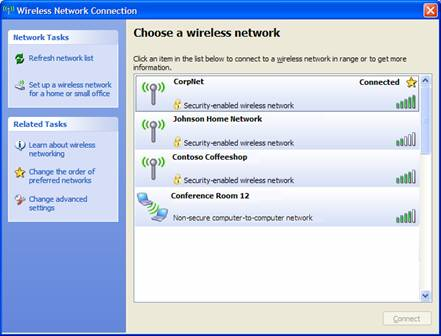 Wireless Network Connection
Network Tasks
Refresh network list
Set up a wireless network
for a home or small office
Related Tasks
Learn about wireless
networking
Change the order of
preferred networks
Change advanced
settings
Choose a wireless network
Click an item in the list below to connect to a wireless network in range or to get more
information.
CorpNet Connected
Security-enabled wireless network
Johnson Home Network
Security-enabled wireless network
Contoso Coffeeshop
Security-enabled wireless network
Conference Room 12
Non-secure computer-to-computer network
Connect